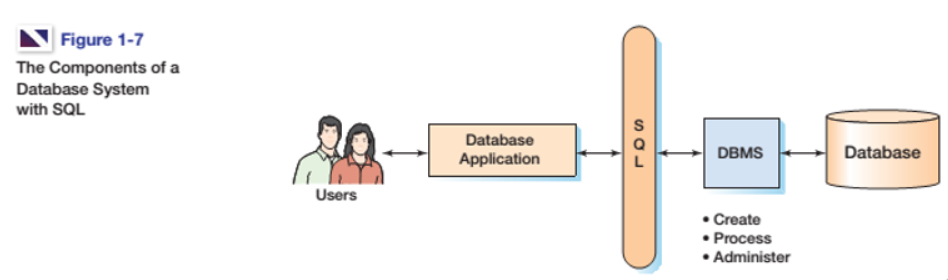 Figure 1-7
The Components of a
Database System
with SQL
Users
Database
Application
S
Q
L
DBMS
• Create
• Process
• Administer
Database